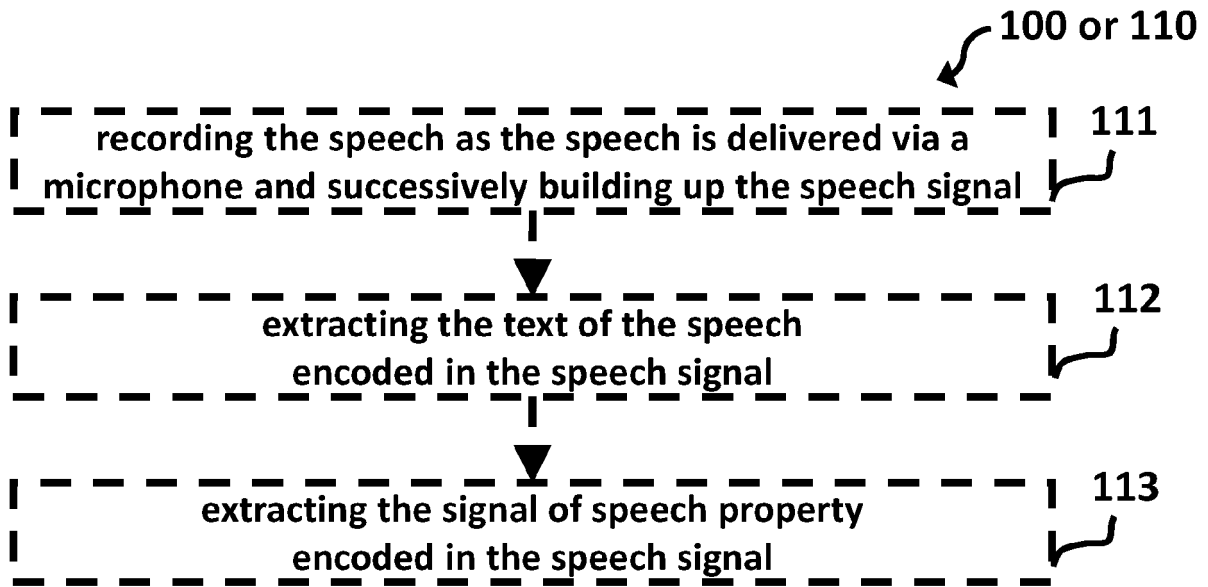 100 or 110
recording the speech as the speech is delivered via a
microphone and successively building up the speech signal
111
extracting the text of the speech
encoded in the speech signal
112
extracting the signal of speech property
encoded in the speech signal
113